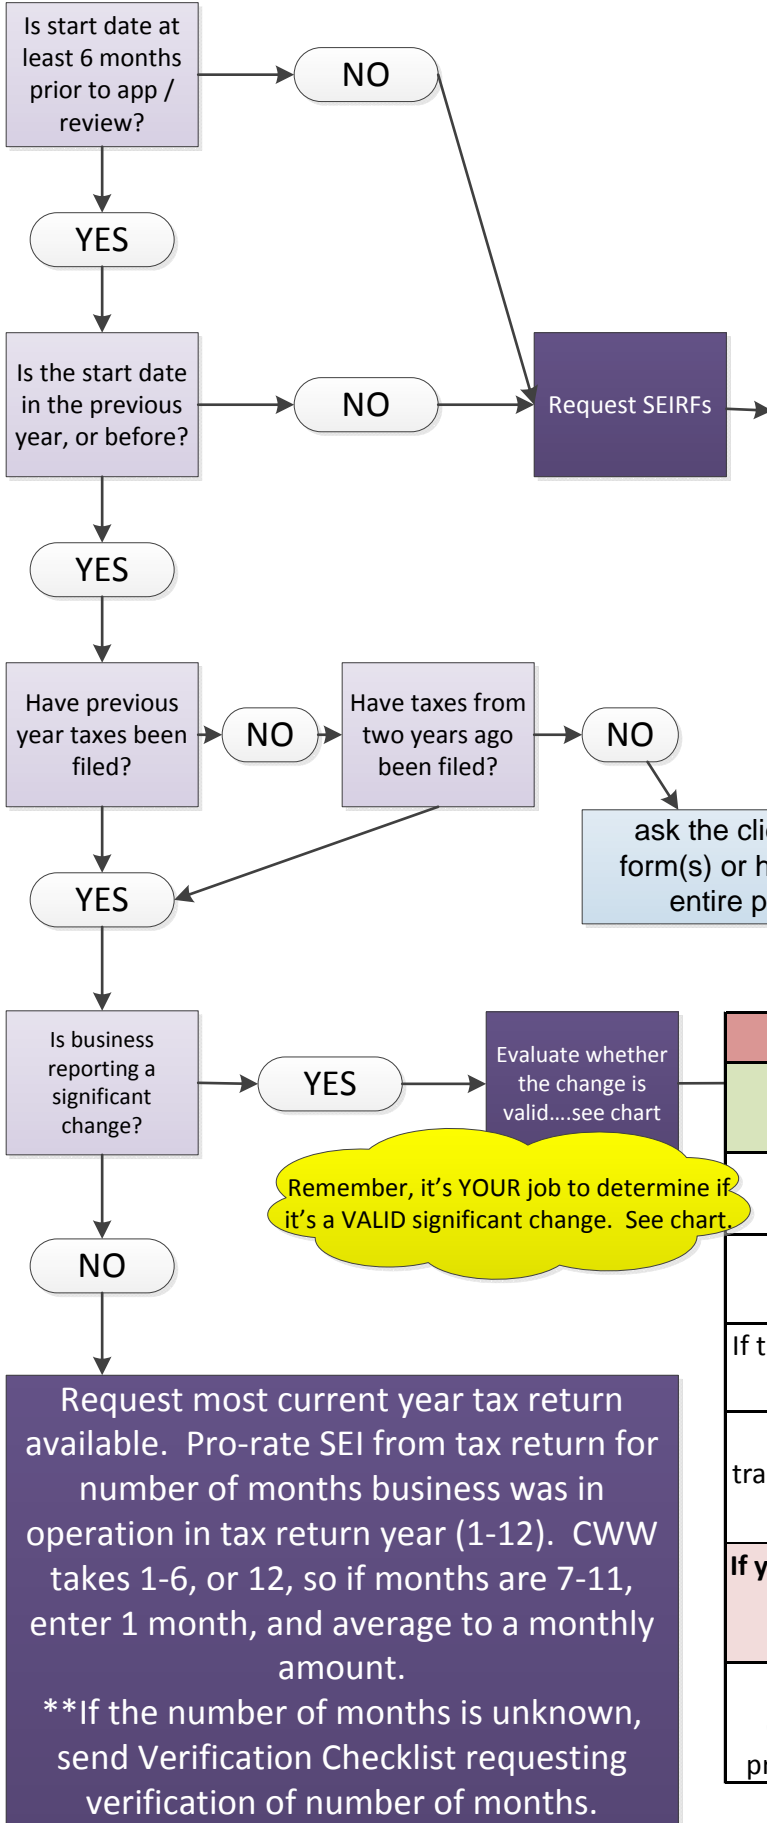 Is start date at
least 6 months
prior to app /
review?
NO
YES
Is the start date
in the previous
year, or before?
NO
Request SEIRFs
YES
Have previous
year taxes been
filed?
NO
Have taxes from
two years ago
been filed?
NO
ask the cli
form(s) or h
entire p
YES
Is business
reporting a
significant
change?
YES
Evaluate whether
the change is
valid....see chart
Remember, it's YOUR job to determine if
it's a VALID significant change.  See chart.
NO
If t
tra
If y
pr
Request most current year tax return
available.  Pro-rate SEI from tax return for
number of months business was in
operation in tax return year (1-12).  CWW
takes 1-6, or 12, so if months are 7-11,
enter 1 month, and average to a monthly
amount.
**If the number of months is unknown,
send Verification Checklist requesting
verification of number of months.